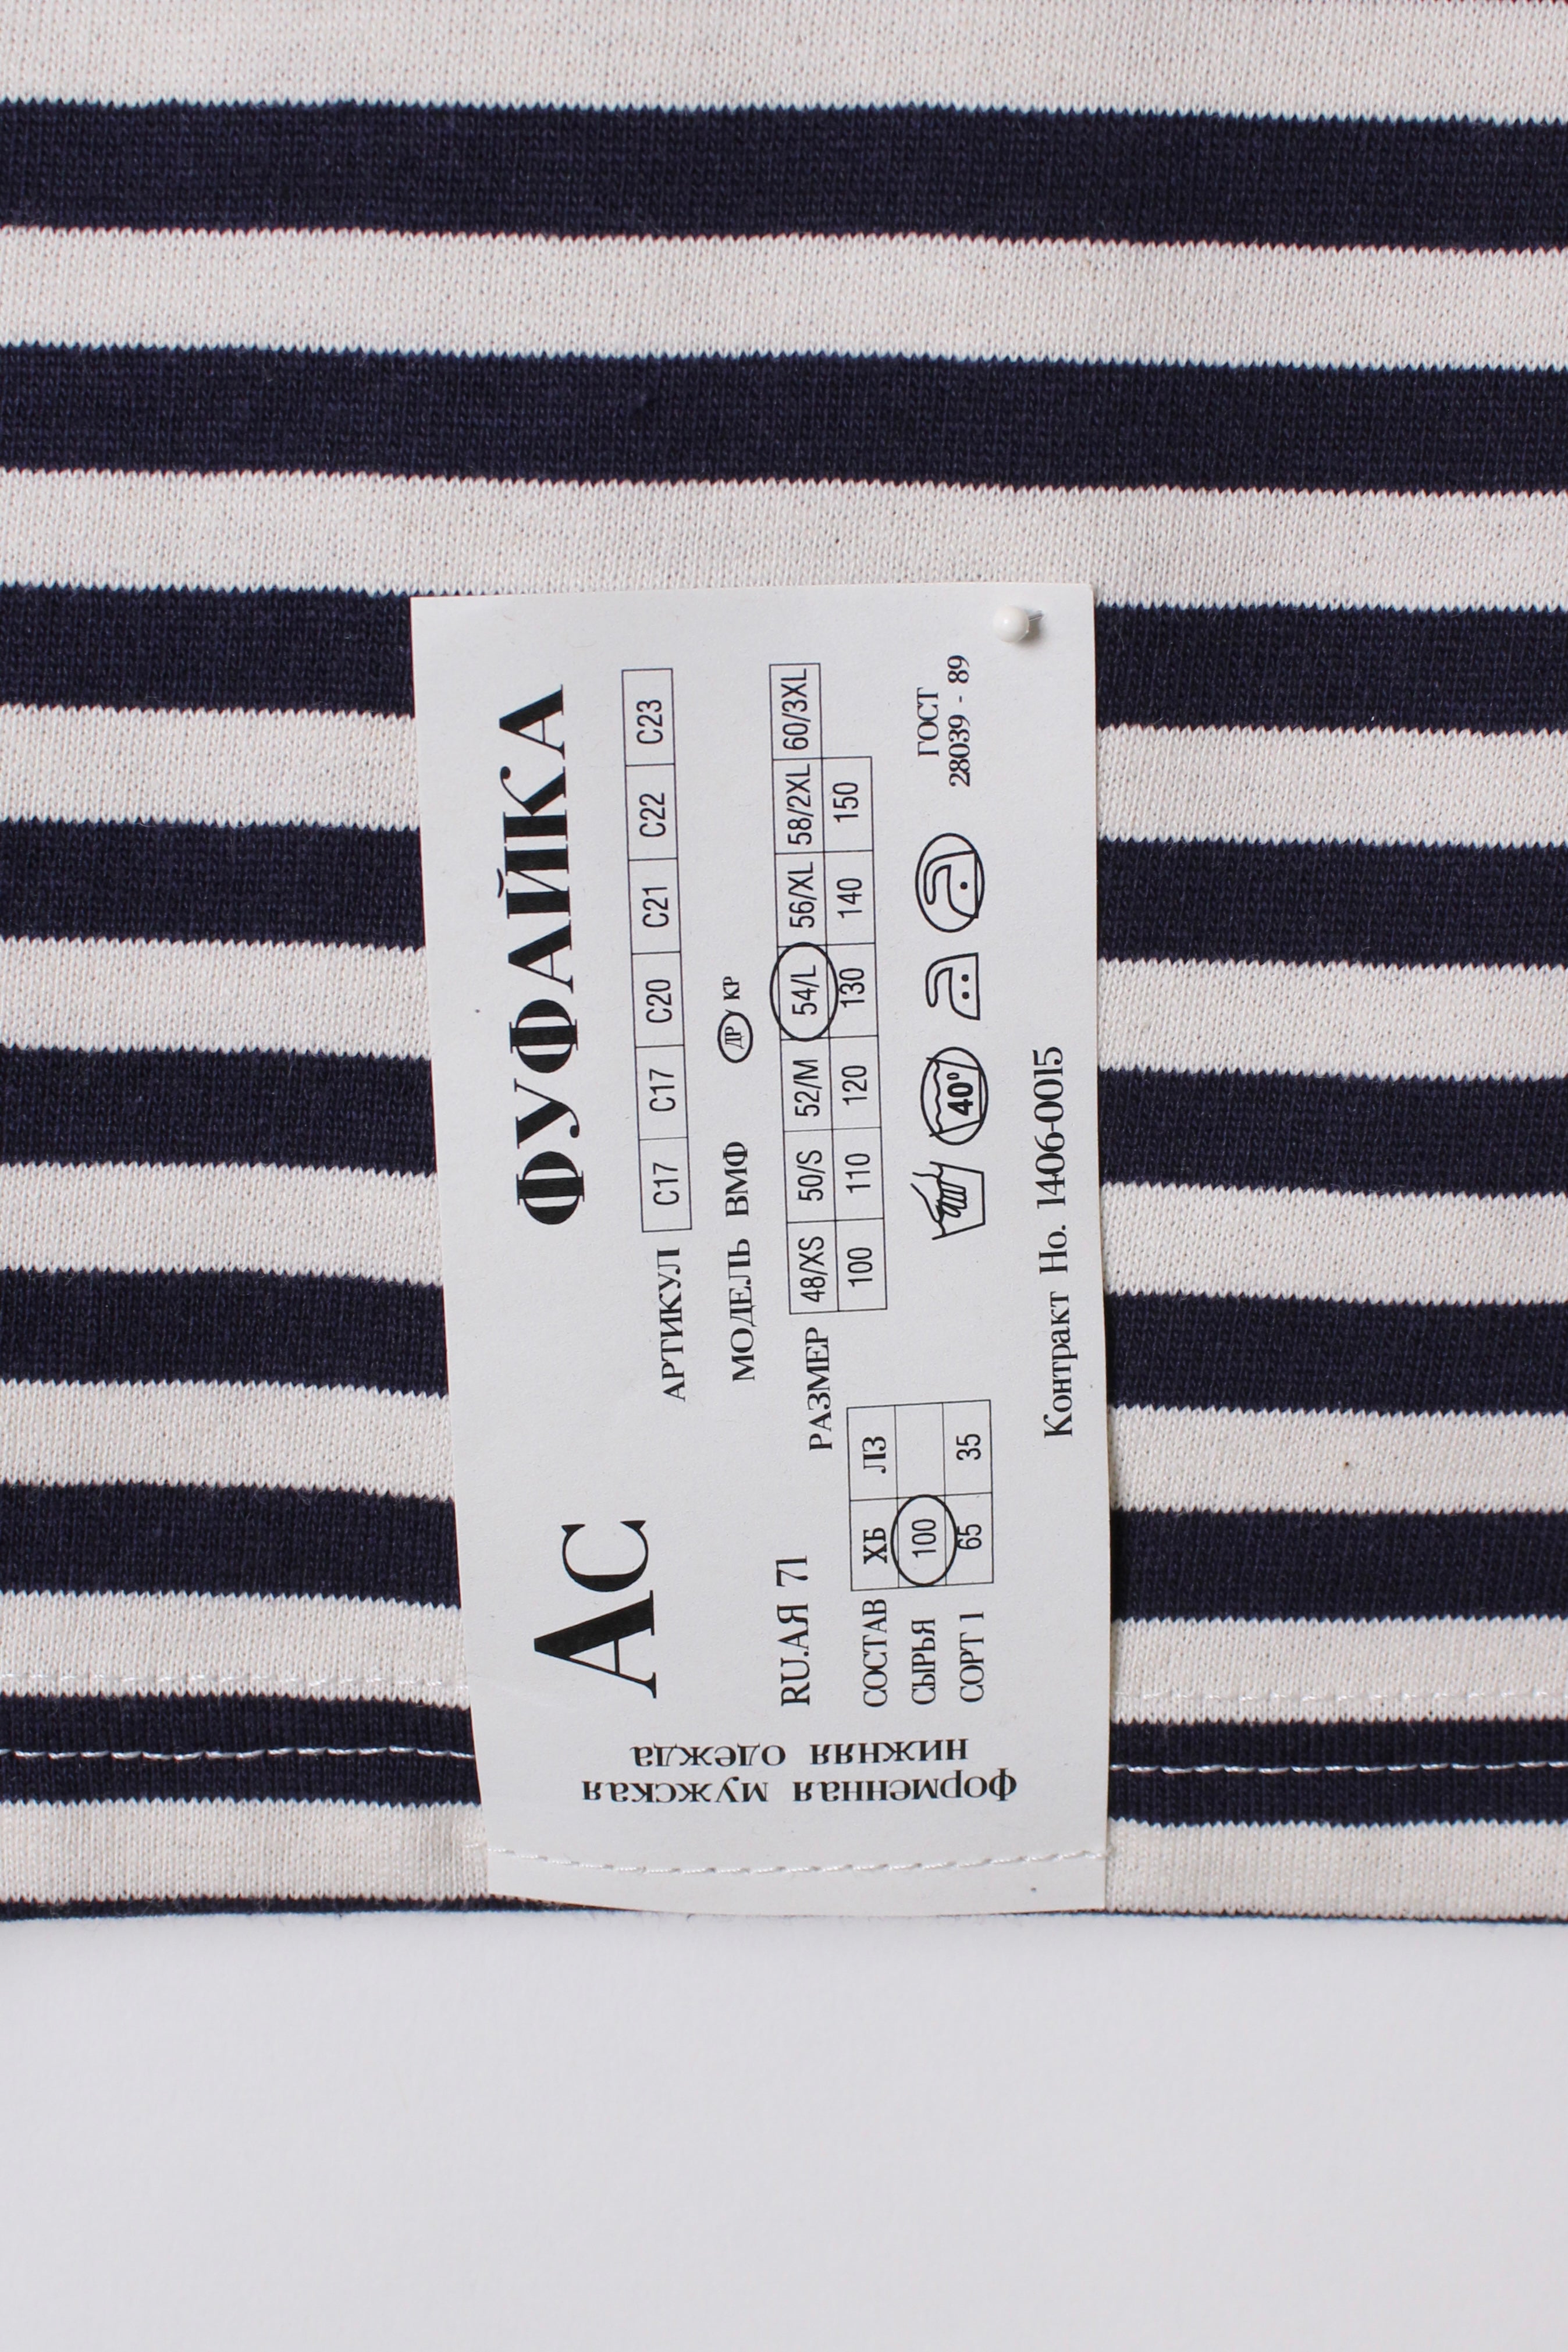 ФУФАЙКА
АС
АРТИКУЛ С17 С17 С20 С21 С22 С23
МОДЕЛЬ ВМФ ДР КР
RU.АЯ 71
РАЗМЕР 48/XS 50/S 52/M 54/L 56/XL 58/2XL 60/3XL
100 110 120 130 140 150
СОСТАВ ХБ ЛЗ
СЫРЬЯ 100
СОРТ 1 65 35
40°
ГОСТ
28039 - 89
Контракт Но. 1406-0015
форменная мужская
нижняя одежда